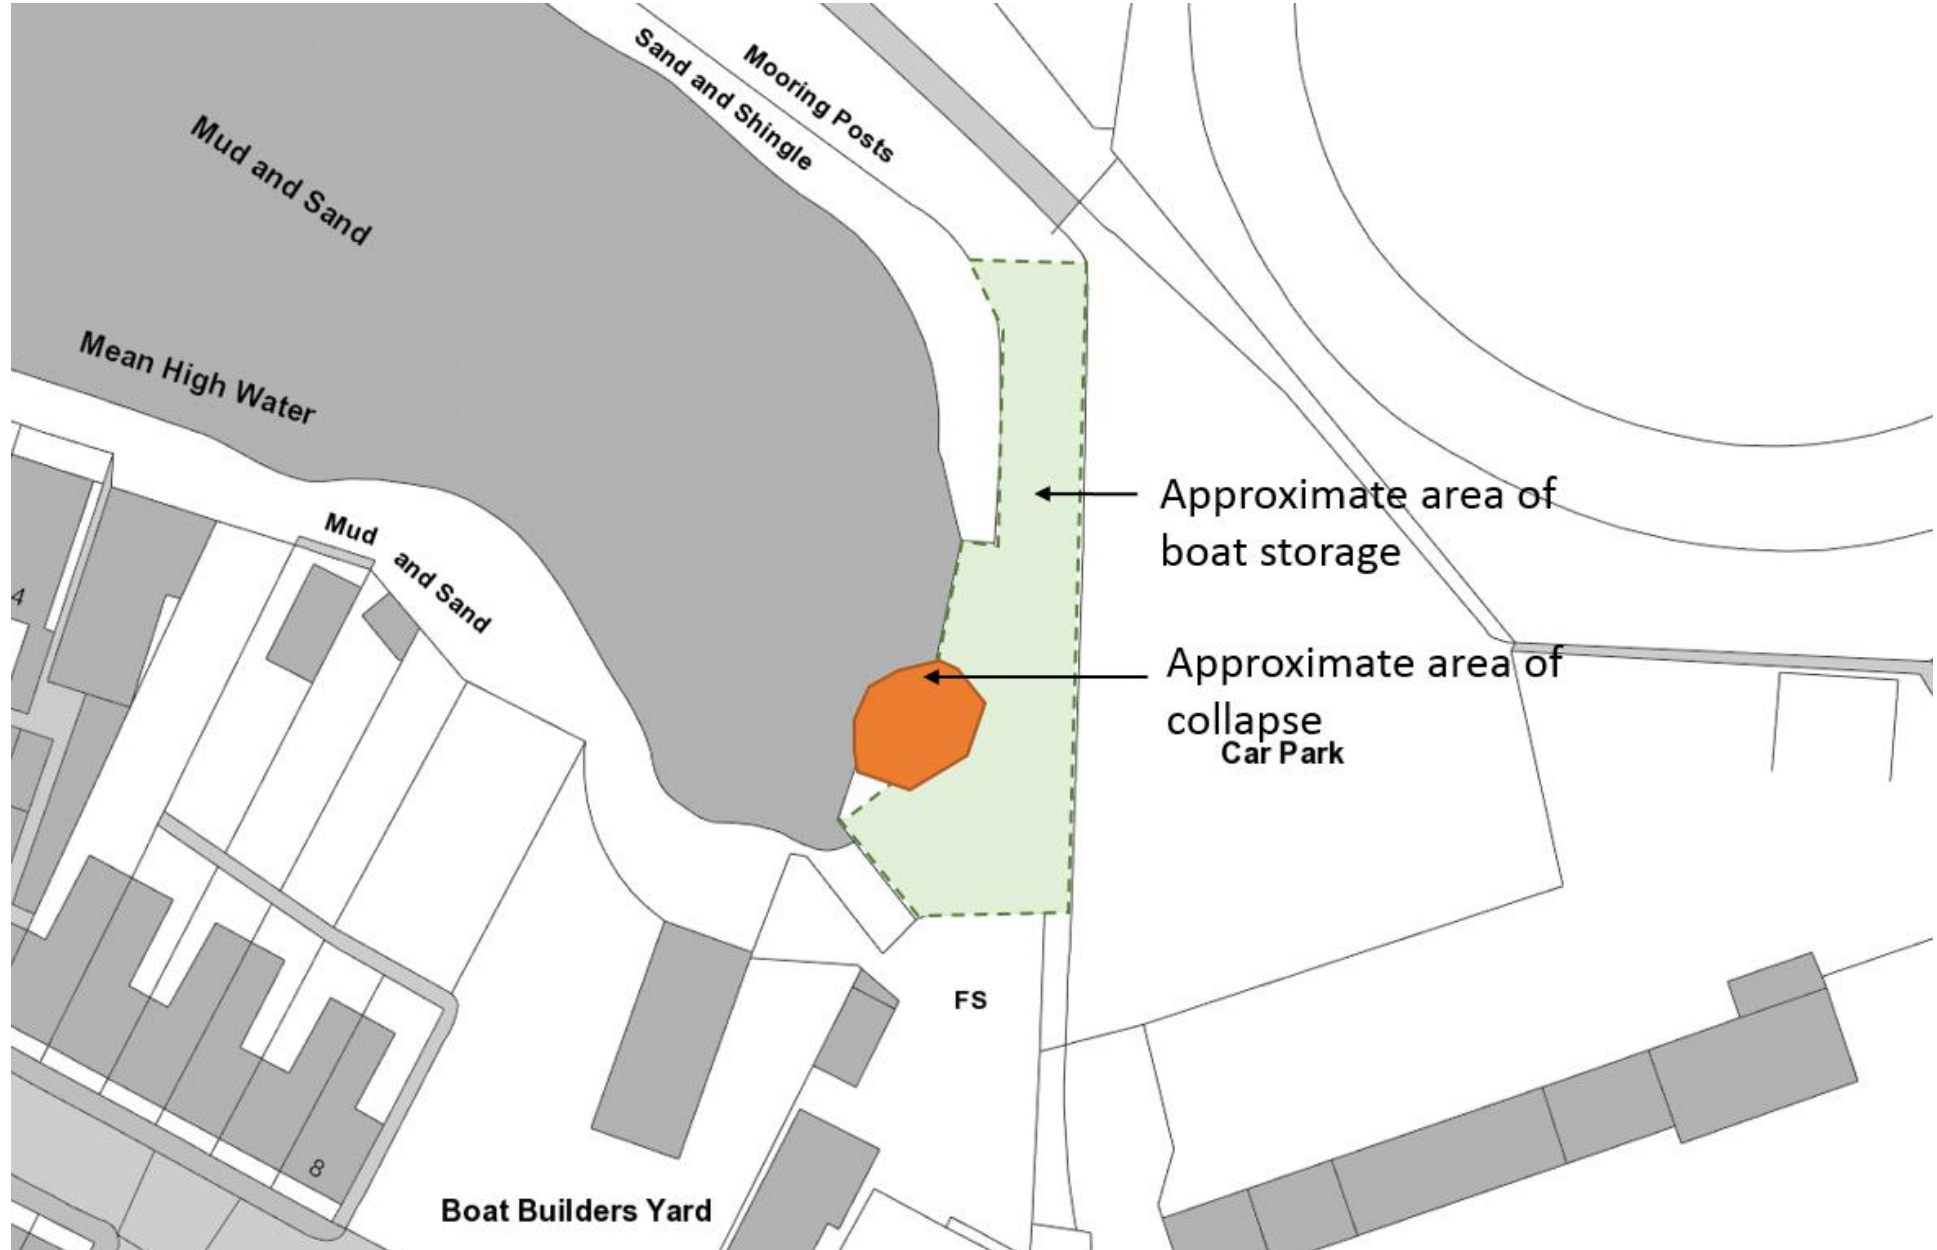 Mooring Posts
Sand and Shingle
Mud and Sand
Mean High Water
Approximate area of
boat storage
Mud and Sand
4
Approximate area of
collapse
Car Park
FS
8
Boat Builders Yard